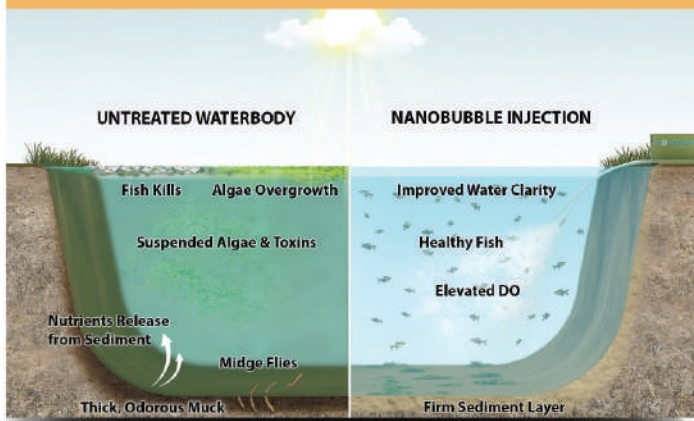 UNTREATED WATERBODY
Fish Kills
Algae Overgrowth
Suspended Algae & Toxins
Nutrients Release
from Sediment
Midge Flies
Thick, Odorous Muck
NANOBUBBLE INJECTION
Improved Water Clarity
Healthy Fish
Elevated DO
Firm Sediment Layer